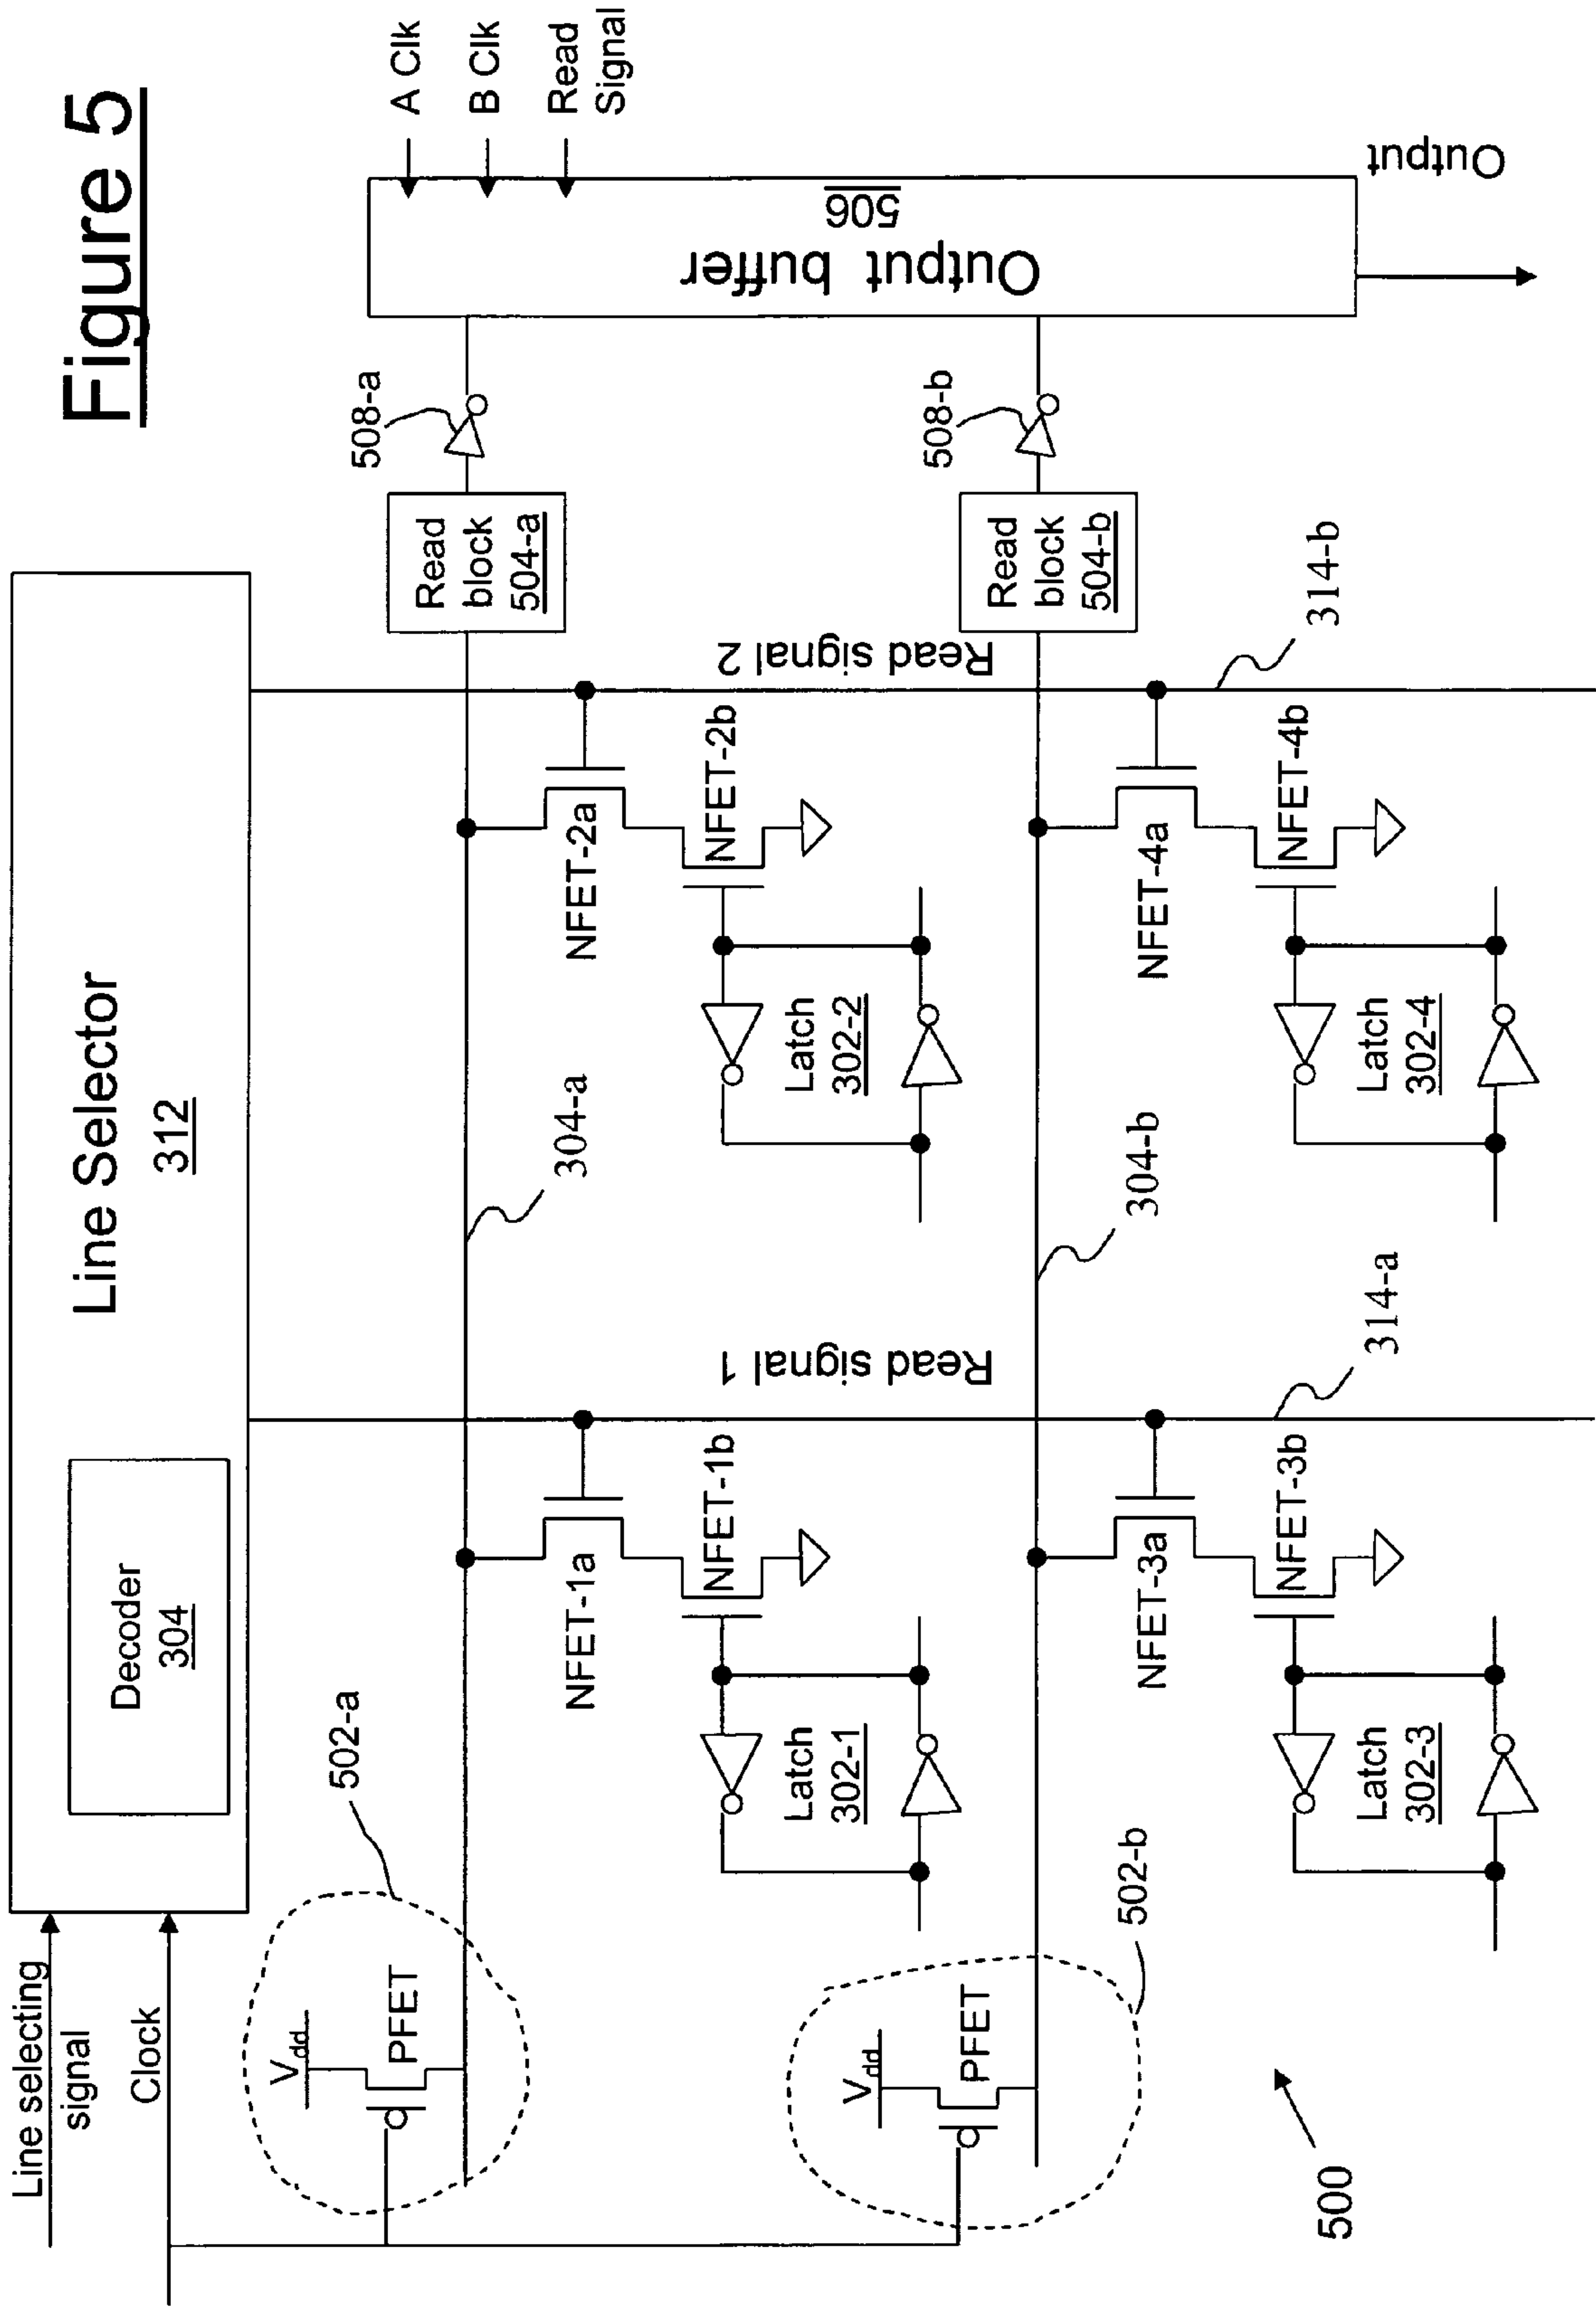 Figure 5
Line selecting
signal
Clock
Line Selector
312
Decoder
304
502-a
Vdd
PFET
Read signal 1
Read signal 2
304-a
NFET-1a
NFET-1b
Latch
302-1
NFET-2a
NFET-2b
Latch
302-2
Read
block
504-a
508-a
A Clk
B Clk
Read
Signal
Output buffer
506
Output
502-b
Vdd
PFET
304-b
NFET-3a
NFET-3b
Latch
302-3
314-a
NFET-4a
NFET-4b
Latch
302-4
314-b
Read
block
504-b
508-b
500